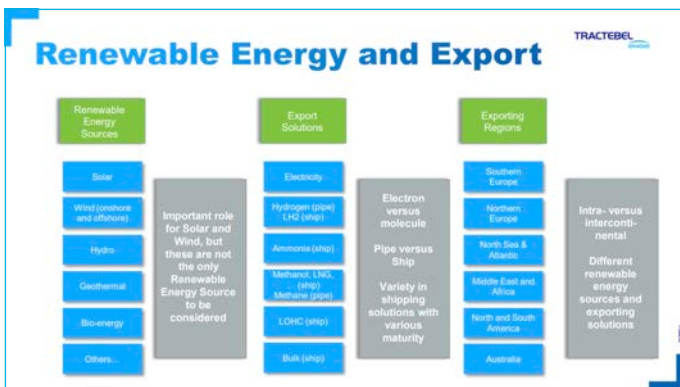 Renewable Energy and Export
TRACTEBEL
ENGIE
Renewable
Energy
Sources
Solar
Wind (onshore
and offshore)
Hydro
Geothermal
Bio-energy
Others...
Important role
for Solar and
Wind, but
these are not
the only
Renewable
Energy Source
to be
considered
Export
Solutions
Electricity
Hydrogen (pipe)
LH2 (ship)
Ammonia (ship)
Methanol, LNG,
... (ship)
Methane (pipe)
LOHC (ship)
Bulk (ship)
Electron
versus
molecule
Pipe versus
Ship
Variety in
shipping
solutions with
various
maturity
Exporting
Regions
Southern
Europe
Northern
Europe
North Sea &
Atlantic
Middle East and
Africa
North and South
America
Australia
Intra- versus
interconti-
nental
Different
renewable
energy
sources and
exporting
solutions